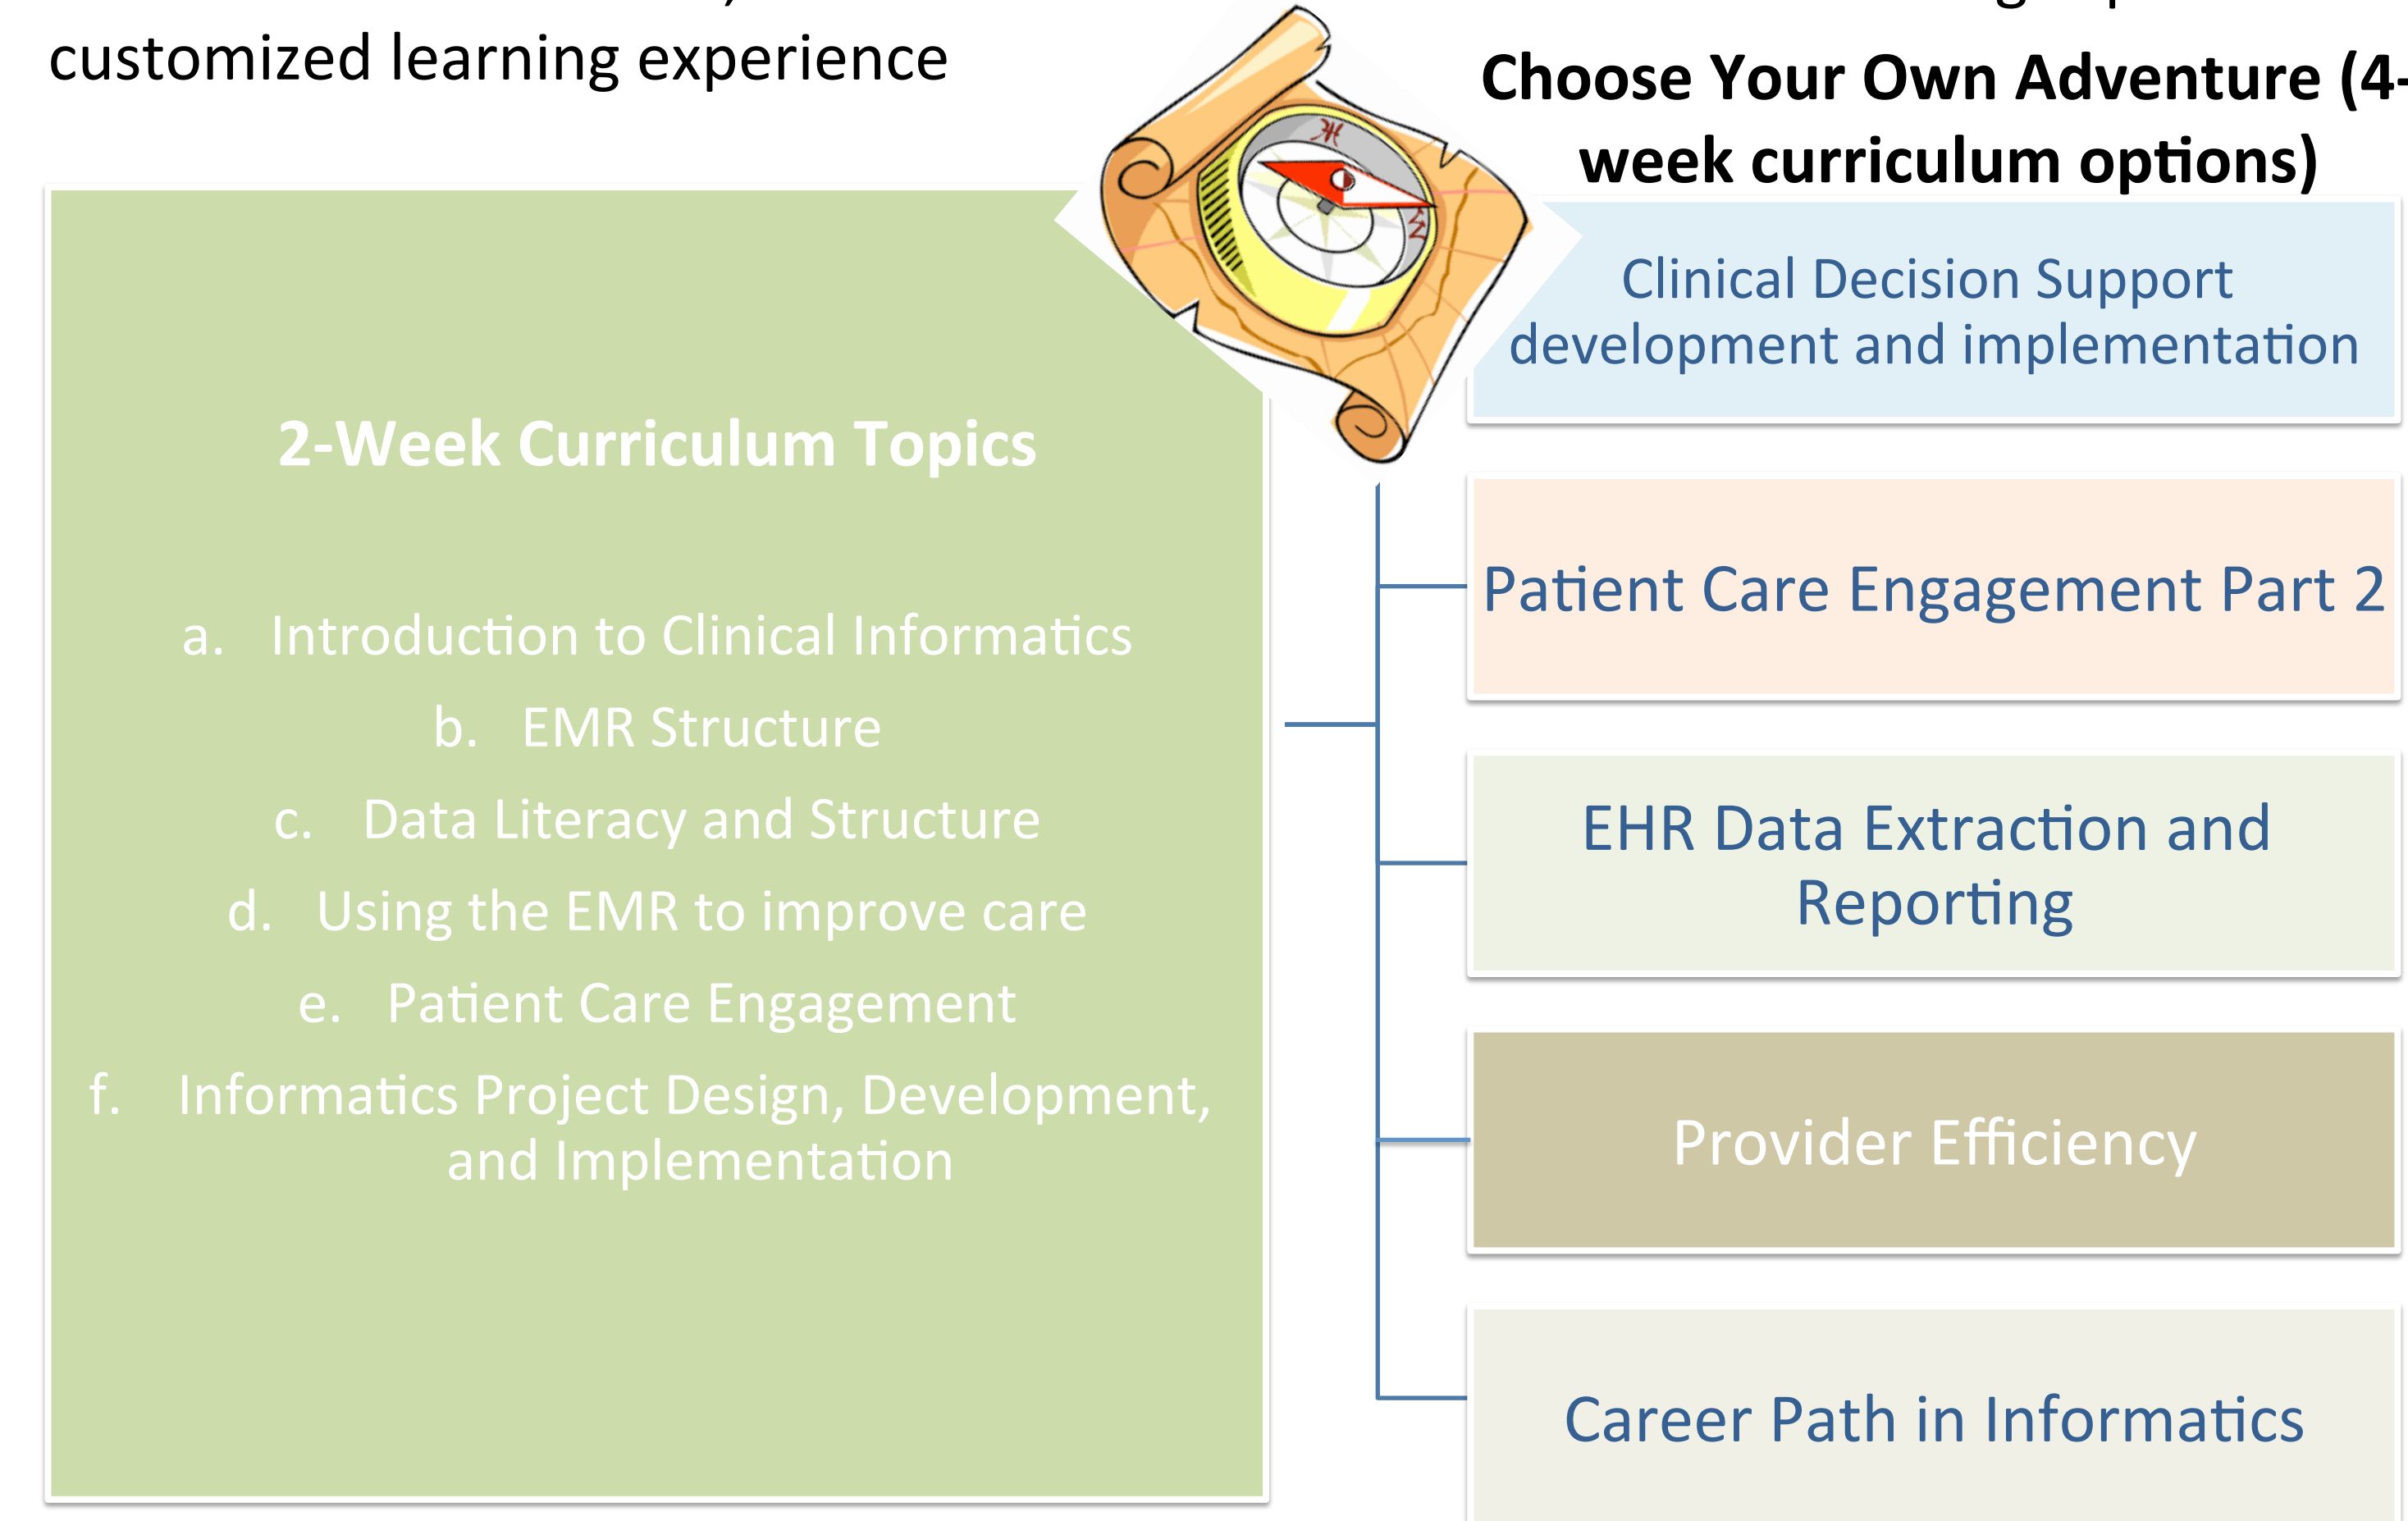 customized learning experience
2-Week Curriculum Topics
a. Introduction to Clinical Informatics
b. EMR Structure
c. Data Literacy and Structure
d. Using the EMR to improve care
e. Patient Care Engagement
f. Informatics Project Design, Development,
and Implementation
Choose Your Own Adventure (4-
week curriculum options)
Clinical Decision Support
development and implementation
Patient Care Engagement Part 2
EHR Data Extraction and
Reporting
Provider Efficiency
Career Path in Informatics